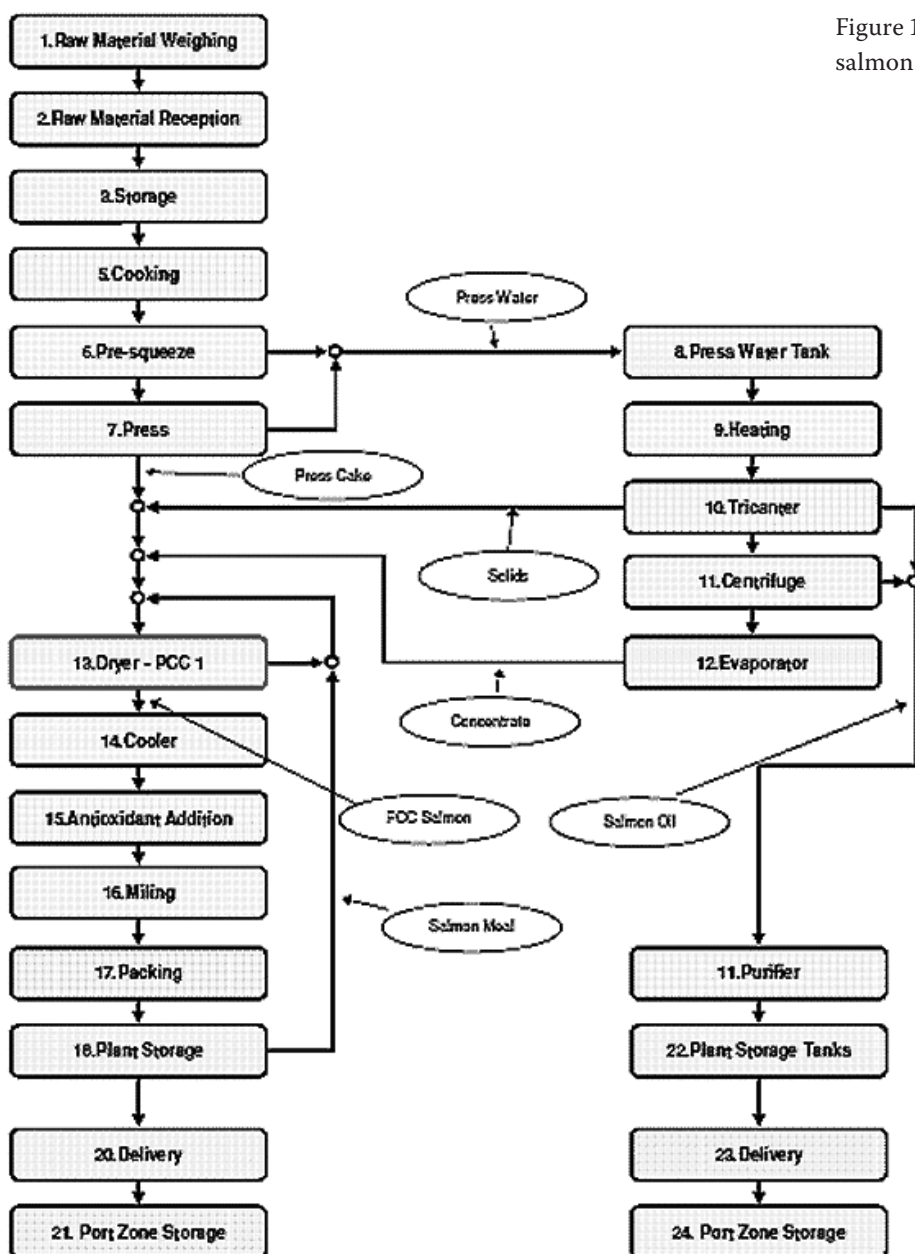 Figure 1
salmon
1.Raw Material Weighing
2.Raw Material Reception
3.Storage
5.Cooking
Press Water
6.Pre-squeeze
8.Press Water Tank
7.Press
9.Heating
Press Cake
10.Tricanter
Solids
11.Centrifuge
13.Dryer - PCC 1
12.Evaporator
Concentrate
14.Cooler
15.Antioxidant Addition
FCC Salmon
Salmon Oil
16.Miling
Salmon Meal
17.Packing
11.Purifier
18.Plant Storage
22.Plant Storage Tanks
20.Delivery
23.Delivery
21. Port Zone Storage
24. Port Zone Storage